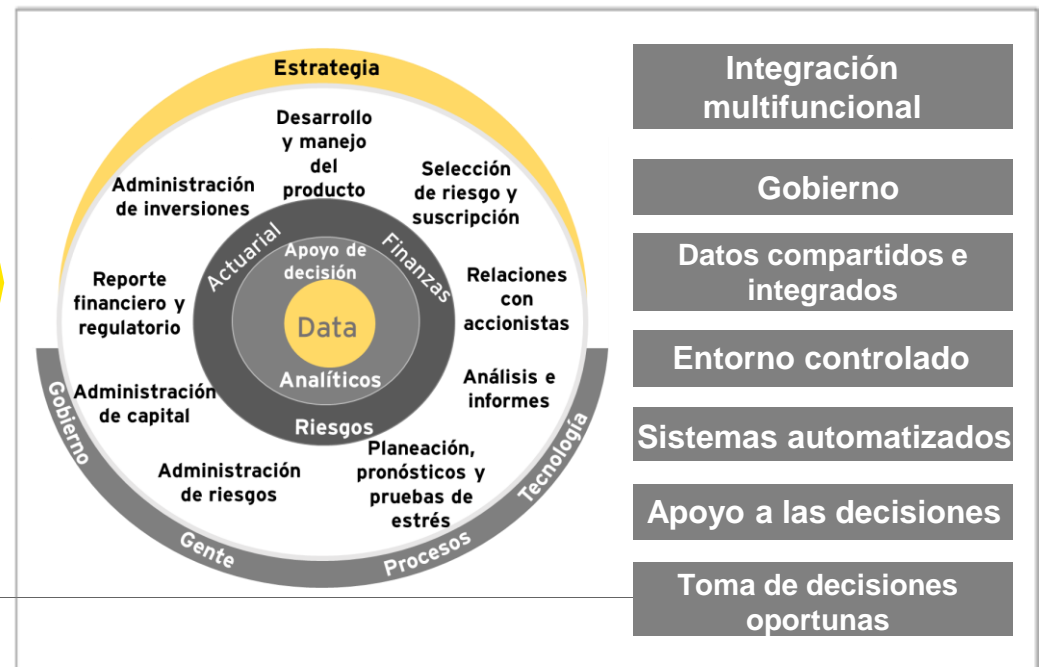 Estrategia
Desarrollo
y manejo
del
producto
Selección
de riesgo y
suscripción
Relaciones
con
accionistas
Análisis e
informes
Planeación,
pronósticos y
pruebas de
estrés
Administración
de riesgos
Administración
de capital
Reporte
financiero y
regulatorio
Administración
de inversiones
Actuarial
Finanzas
Riesgos
Apoyo de
decisión
Analíticos
Data
Gobierno
Gente
Procesos
Tecnología
Integración
multifuncional
Gobierno
Datos compartidos e
integrados
Entorno controlado
Sistemas automatizados
Apoyo a las decisiones
Toma de decisiones
oportunas